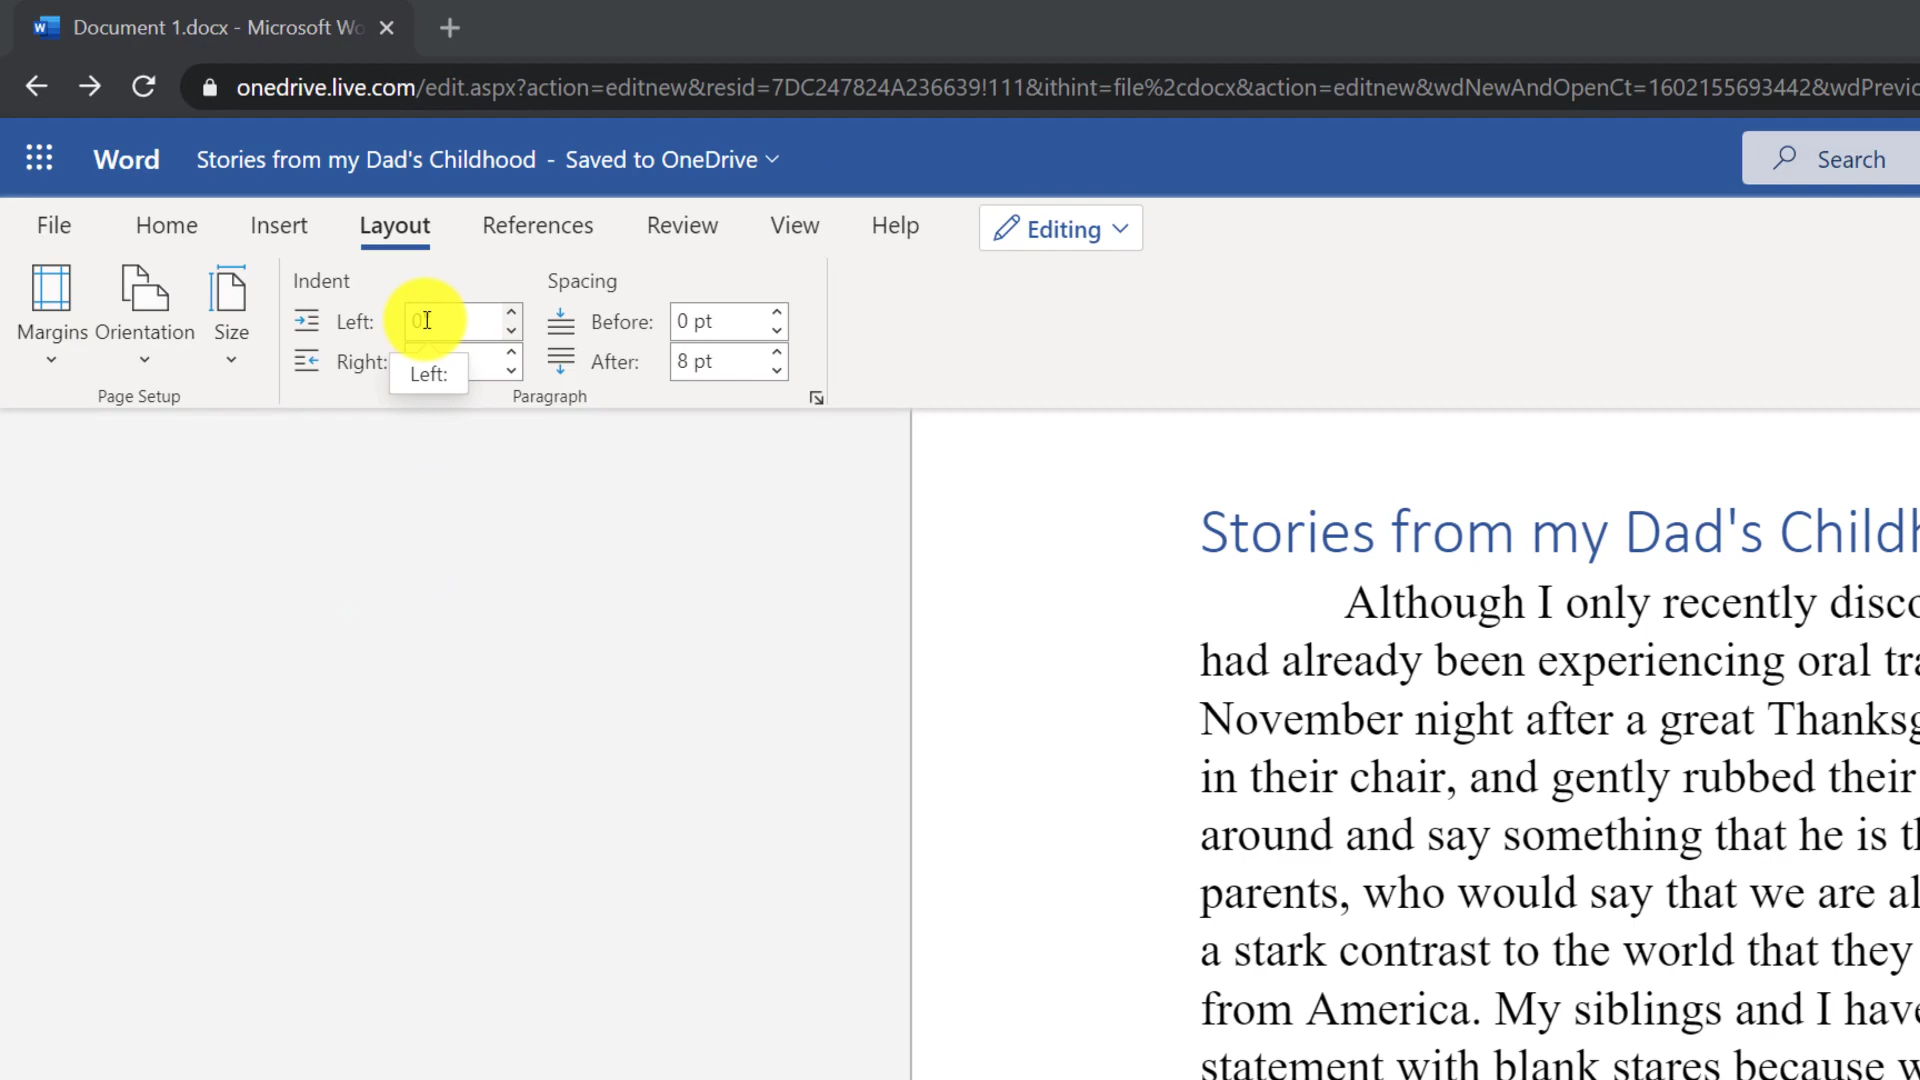 Document 1.docx - Microsoft Wo
onedrive.live.com/edit.aspx?action=editnew&resid=7DC247824A236639!111&ithint=file%2cdocx&action=editnew&wdNewAndOpenCt=1602155693442&wdPrevio
Word Stories from my Dad's Childhood - Saved to OneDrive Search
File Home Insert Layout References Review View Help Editing
Indent Spacing
Margins Orientation Size Left: 0 Before: 0 pt
Right: After: 8 pt
Left:
Page Setup Paragraph
Stories from my Dad's Childh
Although I only recently disco
had already been experiencing oral tra
November night after a great Thanksg
in their chair, and gently rubbed their
around and say something that he is th
parents, who would say that we are al
a stark contrast to the world that they
from America. My siblings and I have
statement with blank stares because w